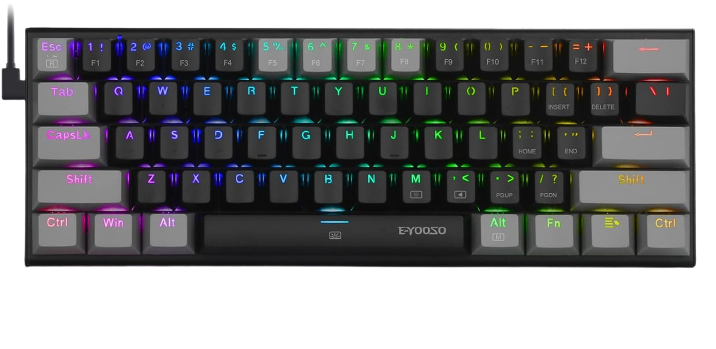 Esc 1 ! 2 @ 3 # 4 $ 5 % 6 ^ 7 & 8 * 9 ( 0 ) - - = +
F1 F2 F3 F4 F5 F6 F7 F8 F9 F10 F11 F12
Tab Q W E R T Y U I O P [ { ] } \ |
INSERT DELETE
CapsLk A S D F G H J K L ; : ' "
HOME END
Shift Z X C V B N M , < . > / ? Shift
PGUP PGDN
Ctrl Win Alt E-YOOSO Alt Fn Ctrl